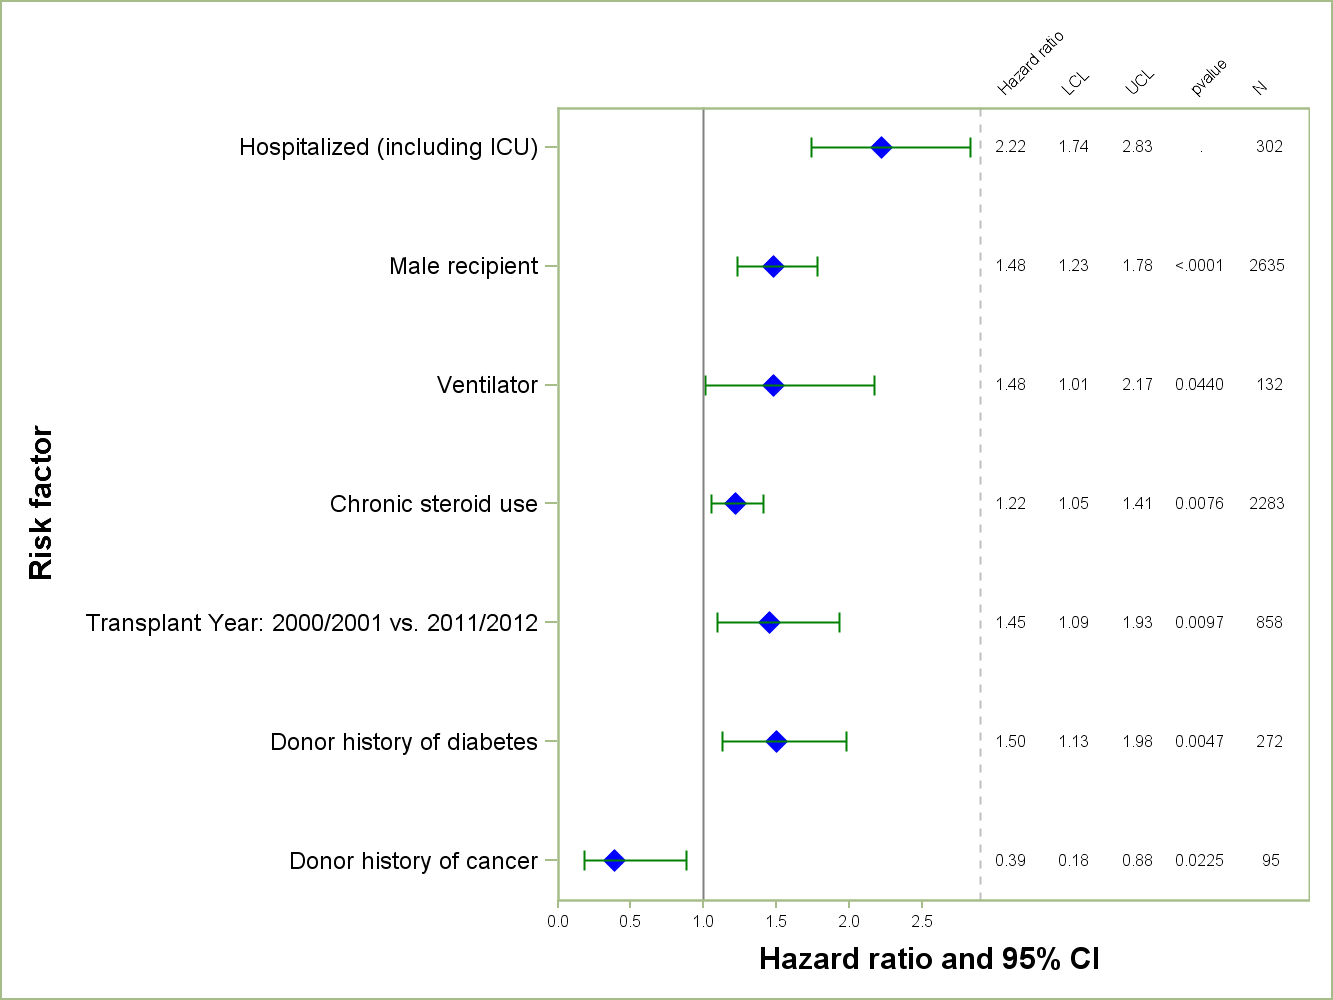 Hazard ratio LCL UCL pvalue N
Hospitalized (including ICU) 2.22 1.74 2.83 . 302
Male recipient 1.48 1.23 1.78 <.0001 2635
Ventilator 1.48 1.01 2.17 0.0440 132
Risk factor
Chronic steroid use 1.22 1.05 1.41 0.0076 2283
Transplant Year: 2000/2001 vs. 2011/2012 1.45 1.09 1.93 0.0097 858
Donor history of diabetes 1.50 1.13 1.98 0.0047 272
Donor history of cancer 0.39 0.18 0.88 0.0225 95
0.0 0.5 1.0 1.5 2.0 2.5
Hazard ratio and 95% CI